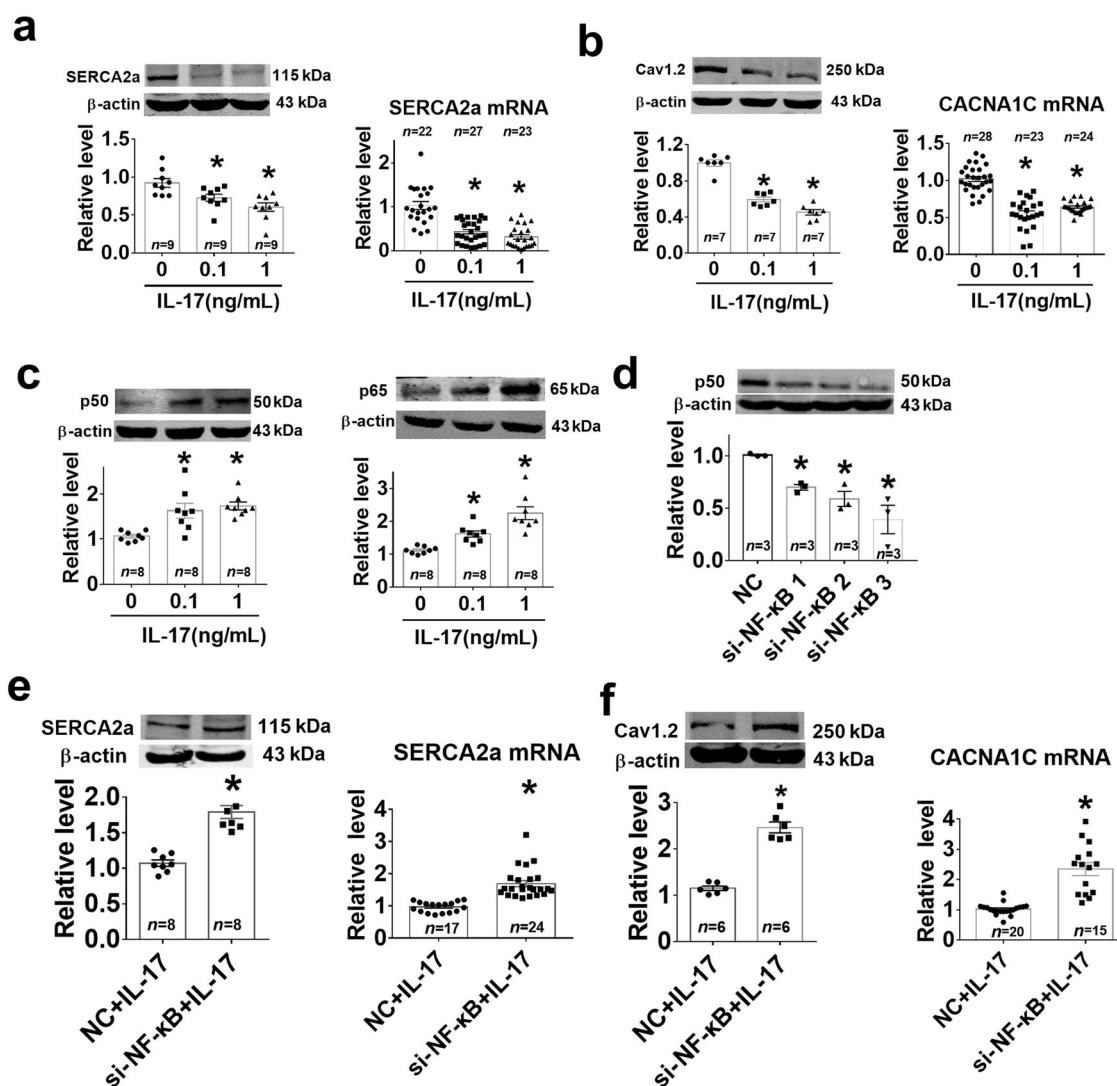 a
SERCA2a
115 kDa
β-actin
43 kDa
Relative level
1.5
1.0
0.5
0.0
*
*
n=9
n=9
n=9
0
0.1
1
IL-17(ng/mL)
SERCA2a mRNA
n=22
n=27
n=23
Relative level
2
1
0
*
*
0
0.1
1
IL-17(ng/mL)
b
Cav1.2
250 kDa
β-actin
43 kDa
Relative level
1.2
0.8
0.4
0.0
*
*
n=7
n=7
n=7
0
0.1
1
IL-17(ng/mL)
CACNA1C mRNA
n=28
n=23
n=24
Relative level
1.5
1.0
0.5
0.0
*
*
0
0.1
1
IL-17(ng/mL)
c
p50
50kDa
β-actin
43 kDa
Relative level
2
1
0
*
*
n=8
n=8
n=8
0
0.1
1
IL-17(ng/mL)
p65
65kDa
β-actin
43 kDa
Relative level
3
2
1
0
*
*
n=8
n=8
n=8
0
0.1
1
IL-17(ng/mL)
d
p50
50 kDa
β-actin
43 kDa
Relative level
1.0
0.5
0.0
*
*
*
n=3
n=3
n=3
n=3
NC
si-NF-κB 1
si-NF-κB 2
si-NF-κB 3
e
SERCA2a
115 kDa
β-actin
43 kDa
Relative level
2.0
1.5
1.0
0.5
0.0
*
n=8
n=8
NC+IL-17
si-NF-κB+IL-17
SERCA2a mRNA
Relative level
4
3
2
1
0
*
n=17
n=24
NC+IL-17
si-NF-κB+IL-17
f
Cav1.2
250 kDa
β-actin
43 kDa
Relative level
3
2
1
0
*
n=6
n=6
NC+IL-17
si-NF-κB+IL-17
CACNA1C mRNA
Relative level
5
4
3
2
1
0
*
n=20
n=15
NC+IL-17
si-NF-κB+IL-17